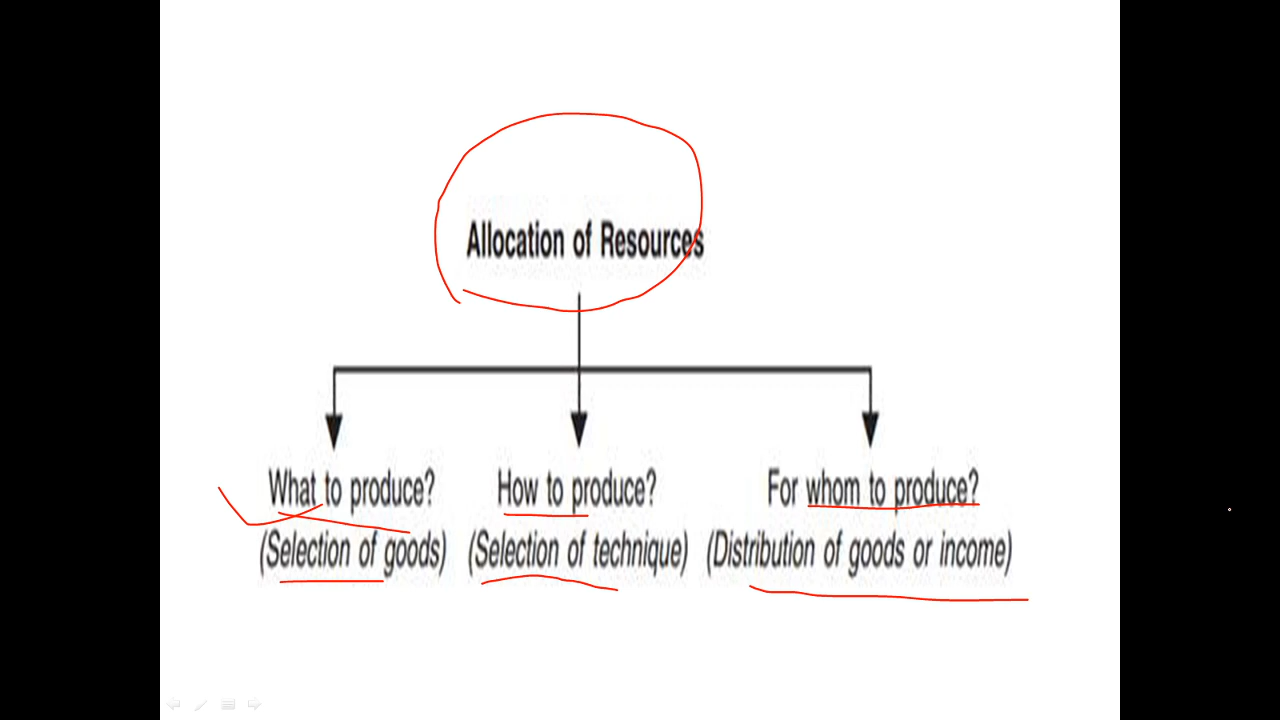 Allocation of Resources
What to produce? How to produce? For whom to produce?
(Selection of goods) (Selection of technique) (Distribution of goods or income)